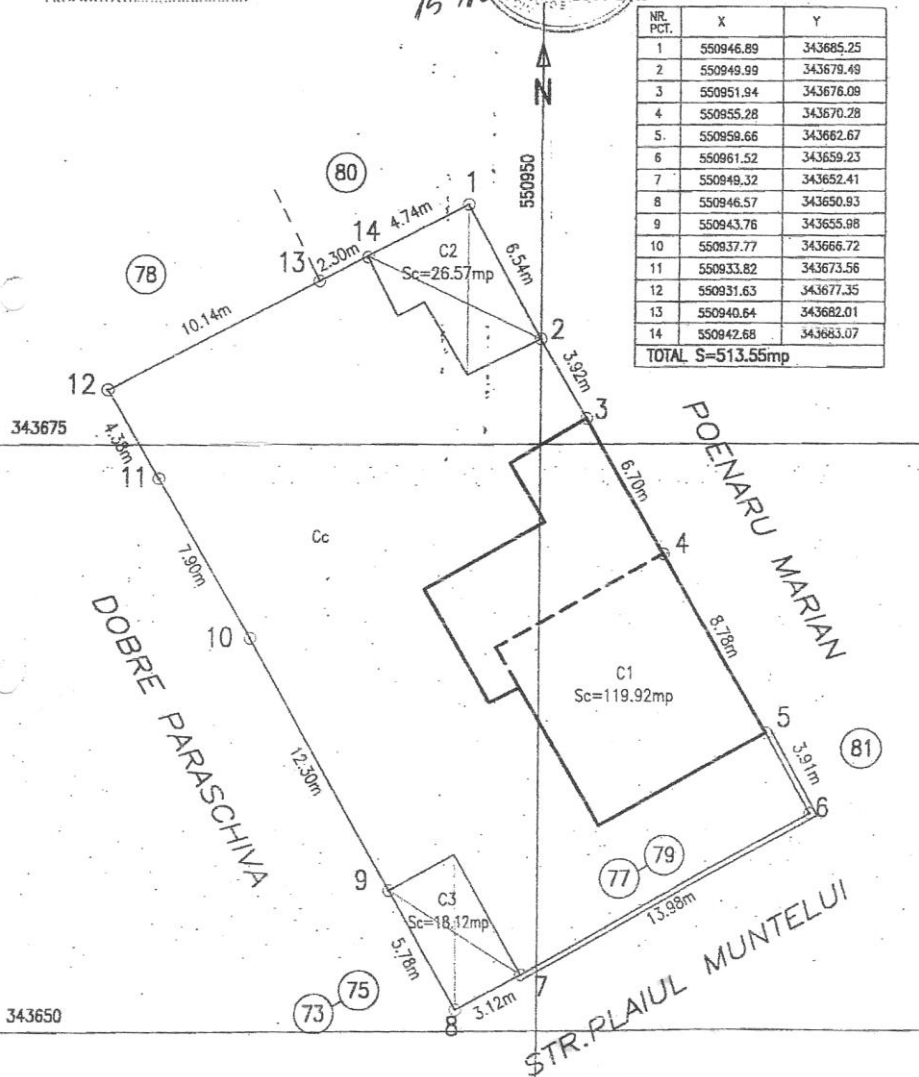 15
NR. PCT. X Y
1 550946.89 343685.25
2 550949.99 343679.49
3 550951.94 343676.09
4 550955.28 343670.28
5. 550959.66 343662.67
6 550961.52 343659.23
7 550949.32 343652.41
8 550946.57 343650.93
9 550943.76 343655.98
10 550937.77 343666.72
11 550933.82 343673.56
12 550931.63 343677.35
13 550940.64 343682.01
14 550942.68 343683.07
TOTAL S=513.55mp
N
550950
80
1
4.74m
14
2.30m
13
C2
Sc=26.57mp
6.54m
78
10.14m
2
3.92m
12
3
343675
4.38m
11
6.70m
POENARU MARIAN
Cc
7.90m
4
10
8.78m
DOBRE PARASCHIVA
C1
Sc=119.92mp
5
3.91m
81
12.30m
6
9
C3
Sc=18.12mp
77 79
13.98m
5.78m
7
73 75
3.12m
8
343650
STR.PLAIUL MUNTELUI